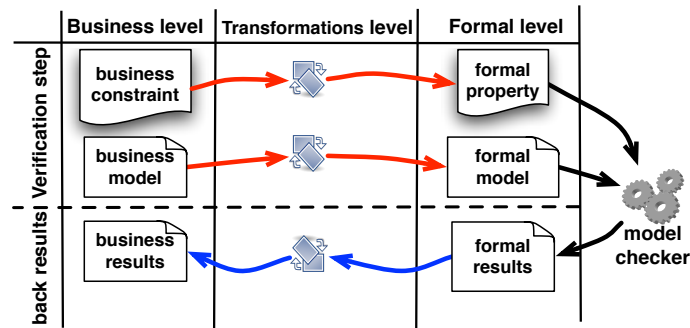 Business level
Transformations level
Formal level
Verification step
business
constraint
formal
property
business
model
formal
model
model
checker
back results
business
results
formal
results